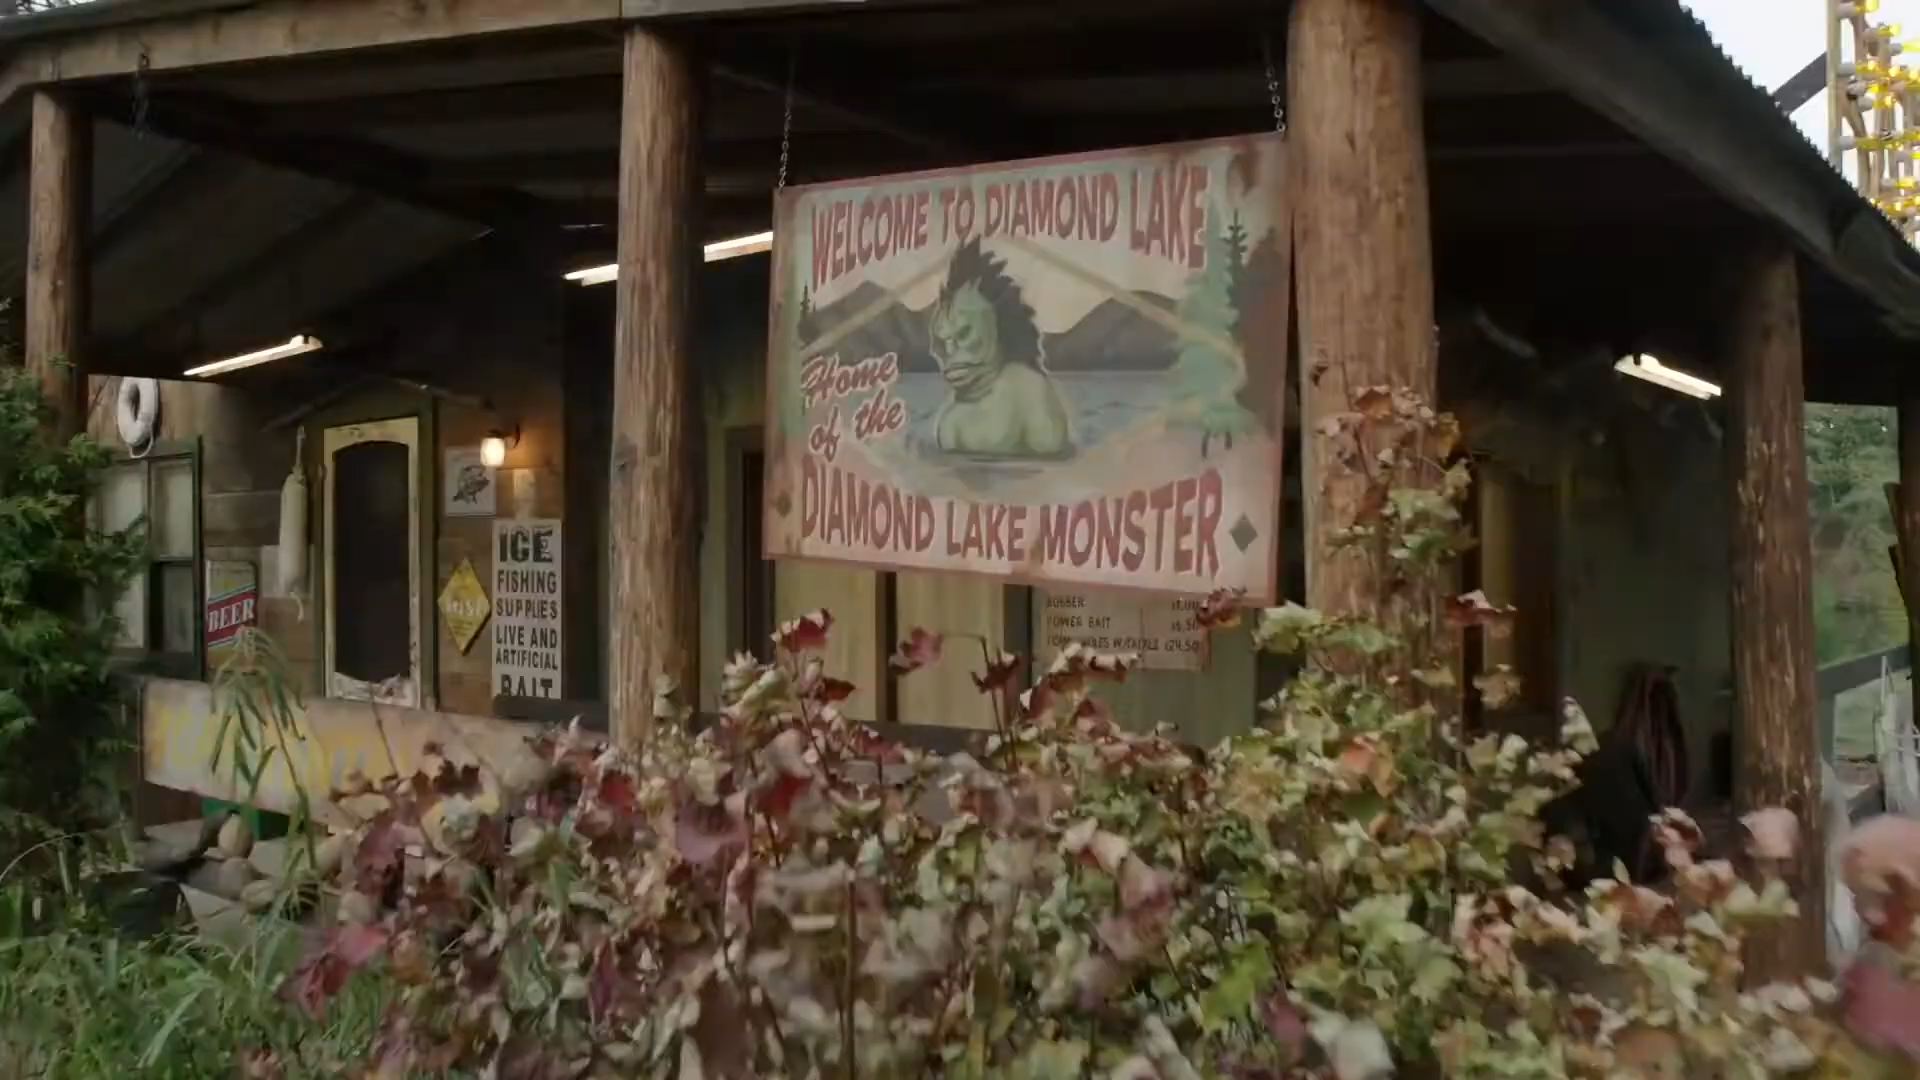 WELCOME TO DIAMOND LAKE
Home
of the
DIAMOND LAKE MONSTER
BEER
ICE
FISHING
SUPPLIES
LIVE AND
ARTIFICIAL
BAIT
BOBBER
POWER BAIT